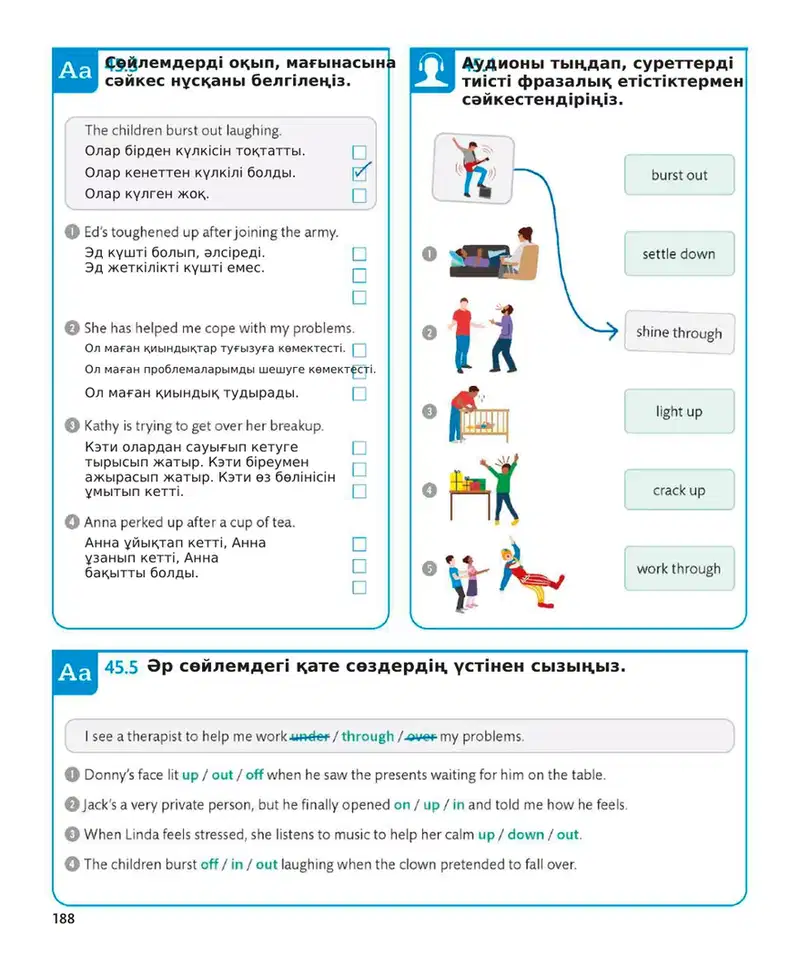 Aa
Сөйлемдерді оқып, мағынасына
сәйкес нұсқаны белгілеңіз.
The children burst out laughing.
Олар бірден күлкісін тоқтатты.
Олар кенеттен күлкілі болды.
Олар күлген жоқ.
1 Ed's toughened up after joining the army.
Эд күшті болып, әлсіреді.
Эд жеткілікті күшті емес.
2 She has helped me cope with my problems.
Ол маған қиындықтар туғызуға көмектесті.
Ол маған проблемаларымды шешуге көмектесті.
Ол маған қиындық тудырады.
3 Kathy is trying to get over her breakup.
Кэти олардан сауығып кетуге
тырысып жатыр. Кэти біреумен
ажырасып жатыр. Кэти өз бөлінісін
ұмытып кетті.
4 Anna perked up after a cup of tea.
Анна ұйықтап кетті, Анна
ұзанып кетті, Анна
бақытты болды.
Аудионы тыңдап, суреттерді
тиісті фразалық етістіктермен
сәйкестендіріңіз.
burst out
1
settle down
2
shine through
3
light up
4
crack up
5
work through
Aa 45.5 Әр сөйлемдегі қате сөздердің үстінен сызыңыз.
I see a therapist to help me work under / through / over my problems.
1 Donny's face lit up / out / off when he saw the presents waiting for him on the table.
2 Jack's a very private person, but he finally opened on / up / in and told me how he feels.
3 When Linda feels stressed, she listens to music to help her calm up / down / out.
4 The children burst off / in / out laughing when the clown pretended to fall over.
188